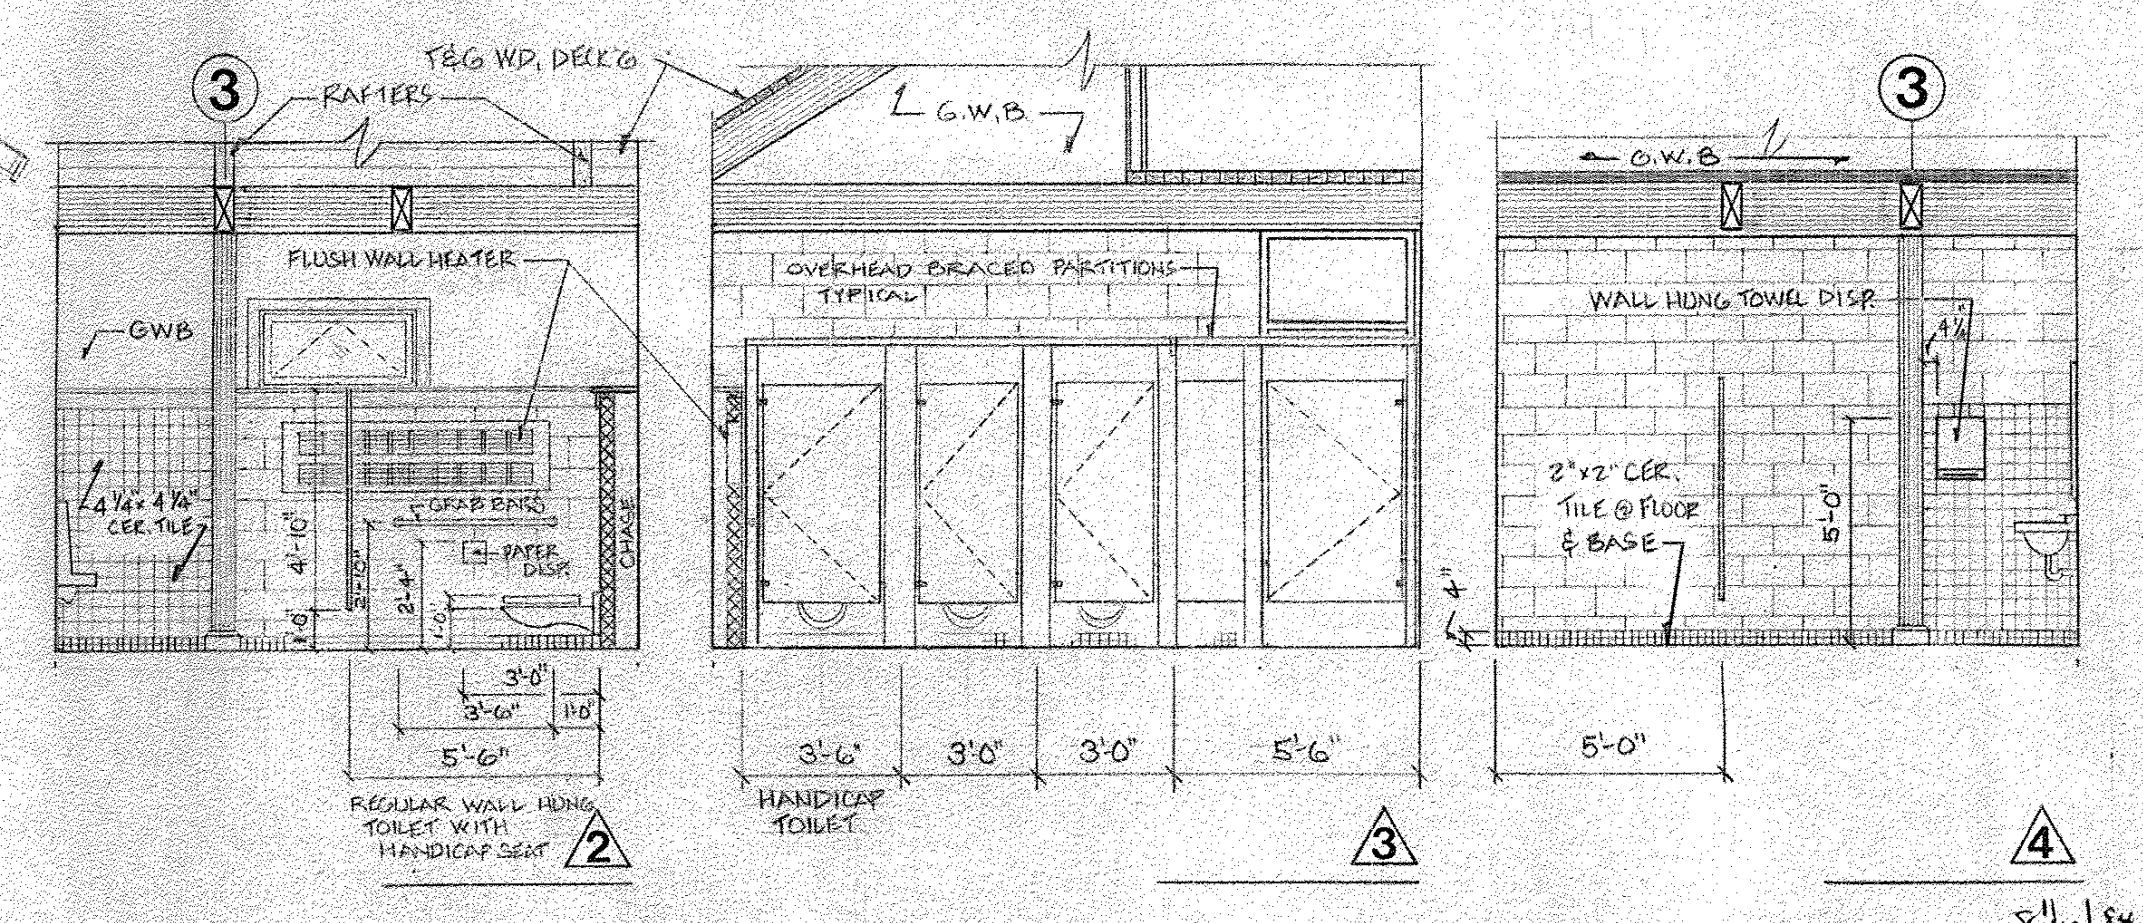 3
T&G WD. DECK'G
RAFTERS
FLUSH WALL HEATER
GWB
4 1/4" x 4 1/4"
CER. TILE
GRAB BARS
PAPER
DISP.
CHASE
4'-10"
1'-0"
2'-10"
2'-4"
1'-0"
3'-0"
3'-6"
1'-0"
5'-6"
REGULAR WALL HUNG
TOILET WITH
HANDICAP SEAT
2
G.W.B.
OVERHEAD BRACED PARTITIONS
TYPICAL
3'-6"
3'-0"
3'-0"
5'-6"
HANDICAP
TOILET
3
3
G.W.B
WALL HUNG TOWEL DISP.
4 1/4"
2"x2" CER.
TILE @ FLOOR
& BASE
5'-0"
4"
5'-0"
4